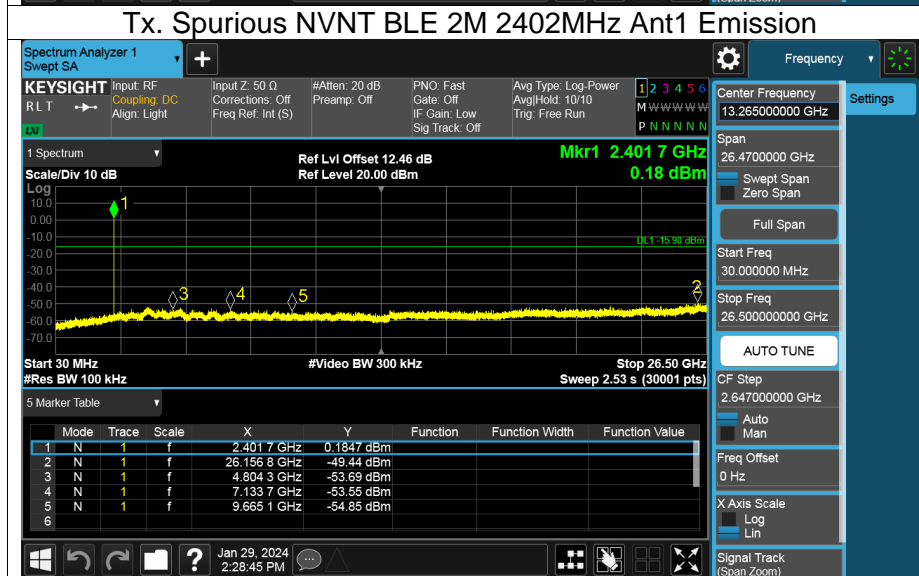 (Span Zoom)
Tx. Spurious NVNT BLE 2M 2402MHz Ant1 Emission
Spectrum Analyzer 1
Swept SA
+
Frequency
KEYSIGHT
Input: RF
Input Z: 50 Ω
#Atten: 20 dB
PNO: Fast
Avg Type: Log-Power
1 2 3 4 5 6
R L T
Coupling: DC
Corrections: Off
Preamp: Off
Gate: Off
Avg|Hold: 10/10
M W W W W W
Align: Light
Freq Ref: Int (S)
IF Gain: Low
Trig: Free Run
LXI
Sig Track: Off
P N N N N N
Center Frequency
13.265000000 GHz
Settings
1 Spectrum
Ref Lvl Offset 12.46 dB
Mkr1 2.401 7 GHz
Scale/Div 10 dB
Ref Level 20.00 dBm
0.18 dBm
Span
26.4700000 GHz
Swept Span
Zero Span
Full Span
Log
10.0
0.00
-10.0
-20.0
-30.0
-40.0
-50.0
-60.0
-70.0
1
DL1 -15.90 dBm
3
4
5
2
Start Freq
30.000000 MHz
Stop Freq
26.500000000 GHz
AUTO TUNE
Start 30 MHz
#Video BW 300 kHz
Stop 26.50 GHz
#Res BW 100 kHz
Sweep 2.53 s (30001 pts)
CF Step
2.647000000 GHz
Auto
Man
5 Marker Table
Mode Trace Scale X Y Function Function Width Function Value
1 N 1 f 2.401 7 GHz 0.1847 dBm
2 N 1 f 26.156 8 GHz -49.44 dBm
3 N 1 f 4.804 3 GHz -53.69 dBm
4 N 1 f 7.133 7 GHz -53.55 dBm
5 N 1 f 9.665 1 GHz -54.85 dBm
6
Freq Offset
0 Hz
X Axis Scale
Log
Lin
Signal Track
(Span Zoom)
?
Jan 29, 2024
2:28:45 PM